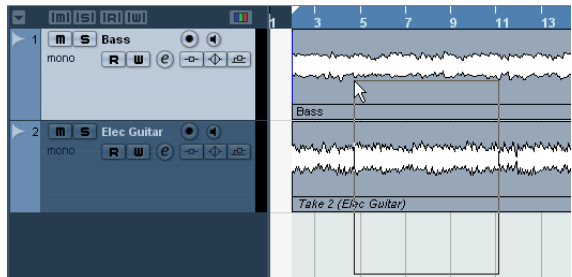 [M] [S] [R] [W] 1 3 5 7 9 11 13
1 m S Bass
mono R W e
Bass
2 m S Elec Guitar
mono R W e
Take 2 (Elec Guitar)